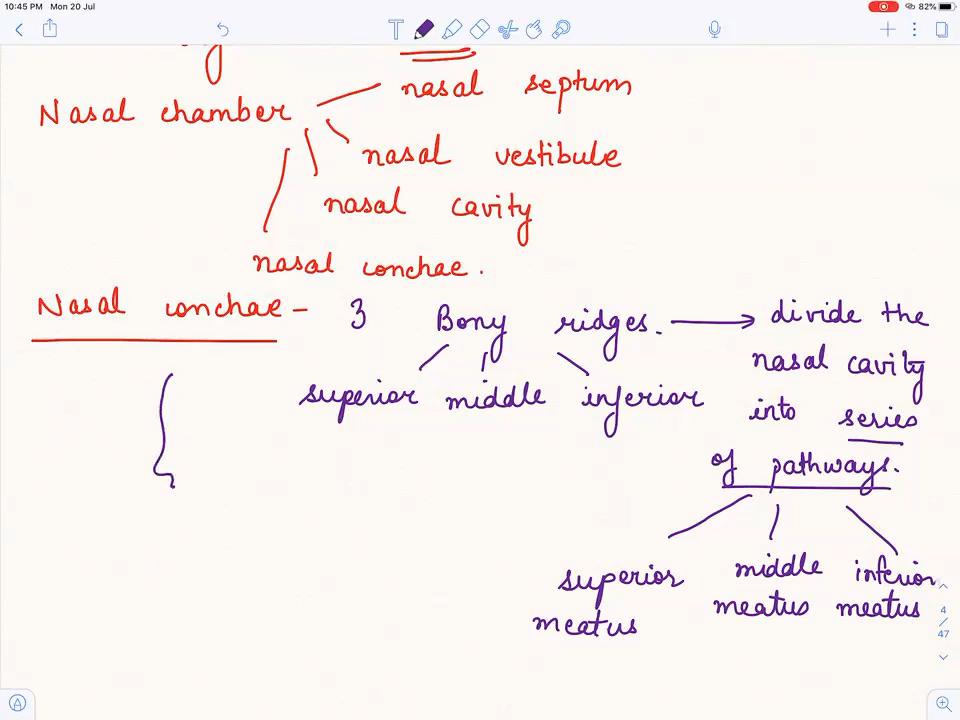 10:45 PM Mon 20 Jul
82%
T
nasal septum
Nasal chamber
nasal vestibule
nasal cavity
nasal conchae.
Nasal conchae - 3 Bony ridges. → divide the
nasal cavity
superior middle inferior
into series
of pathways.
superior middle inferior
meatus meatus meatus
4
/
47
A